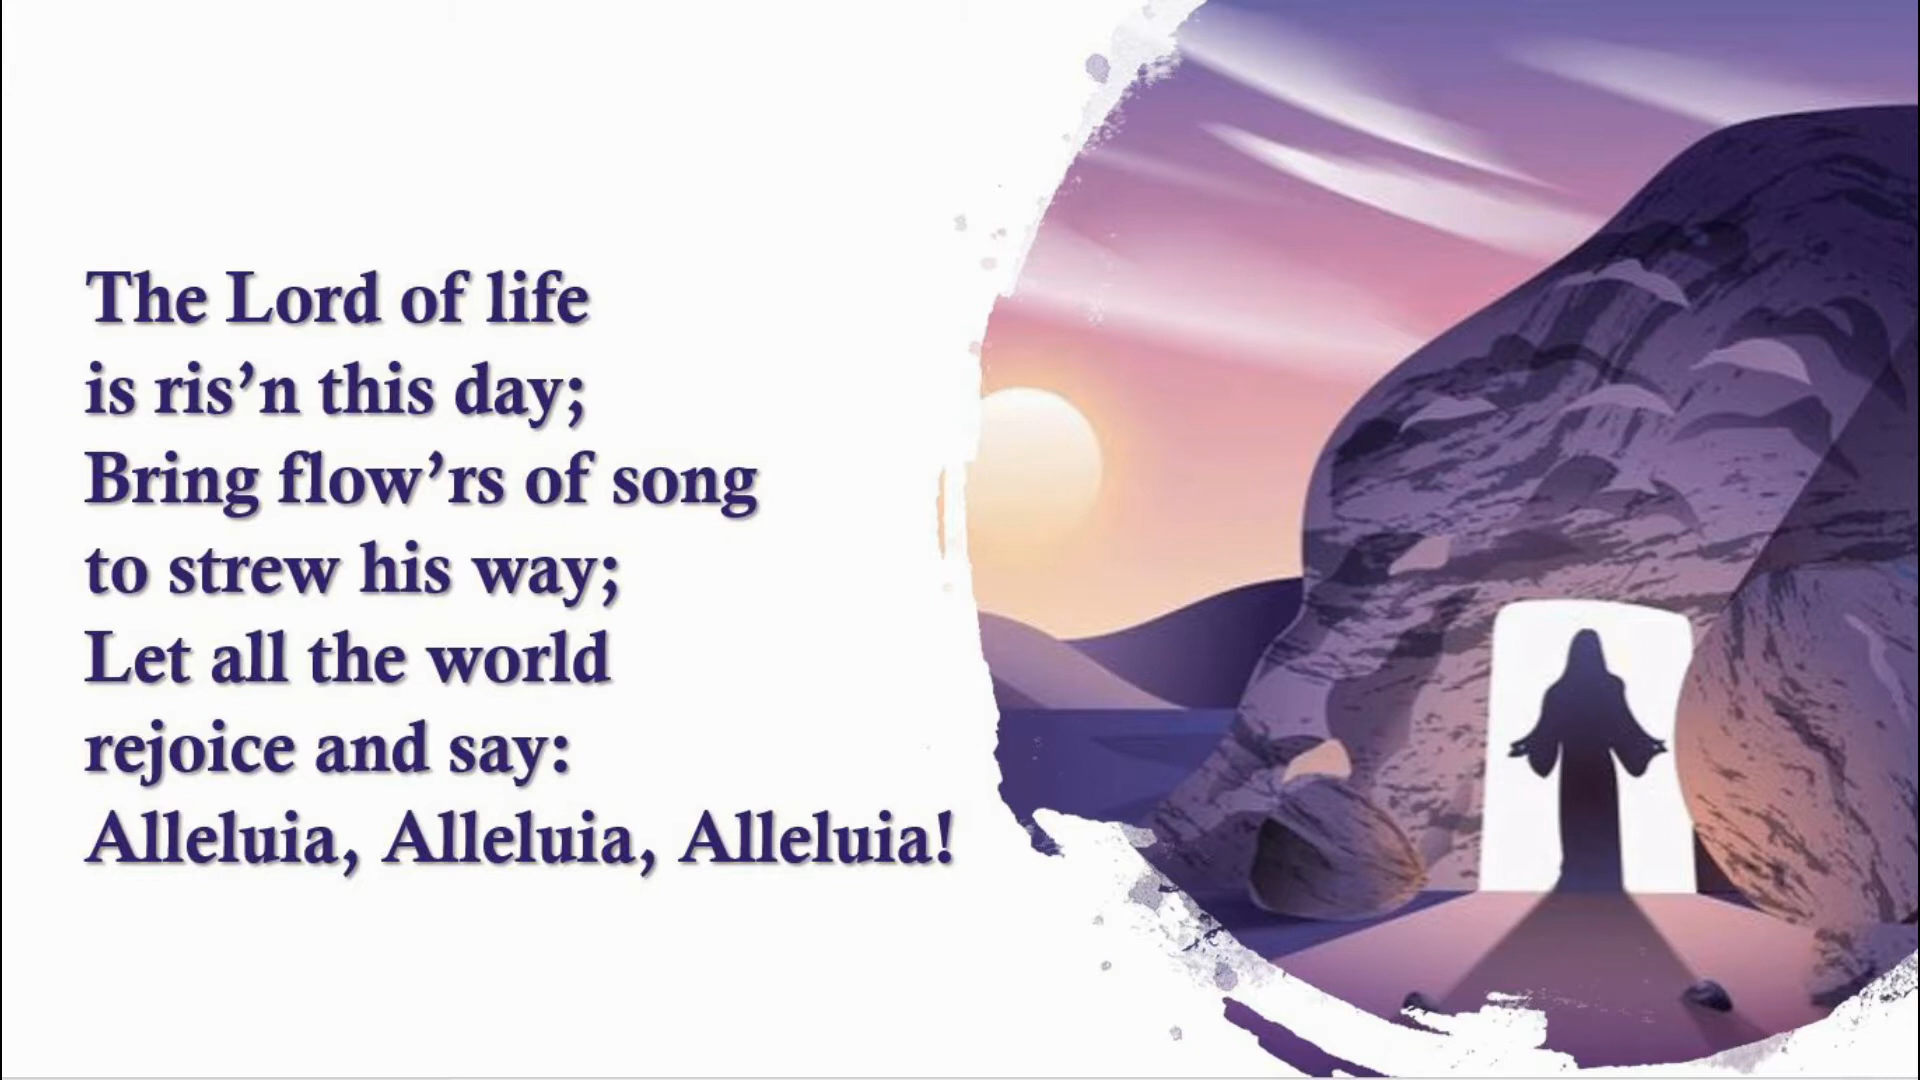 The Lord of life
is ris’n this day;
Bring flow’rs of song
to strew his way;
Let all the world
rejoice and say:
Alleluia, Alleluia, Alleluia!